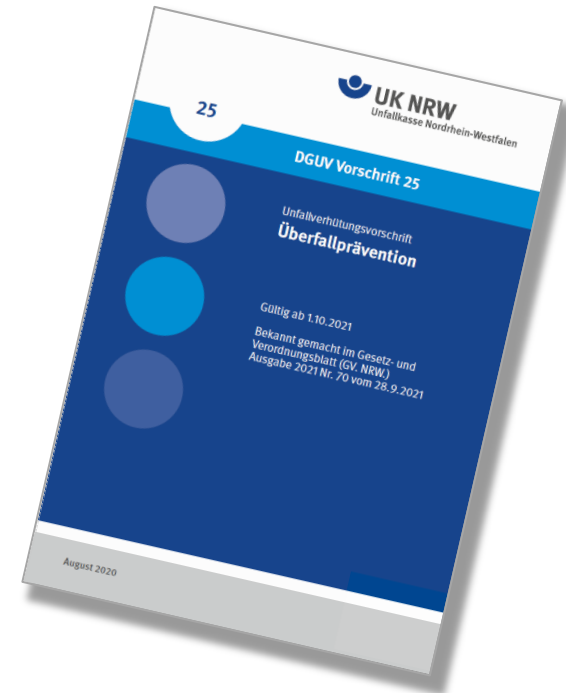 UK NRW
Unfallkasse Nordrhein-Westfalen
25
DGUV Vorschrift 25
Unfallverhütungsvorschrift
Überfallprävention
Gültig ab 1.10.2021
Bekannt gemacht im Gesetz- und
Verordnungsblatt (GV. NRW.)
Ausgabe 2021 Nr. 70 vom 28.9.2021
August 2020